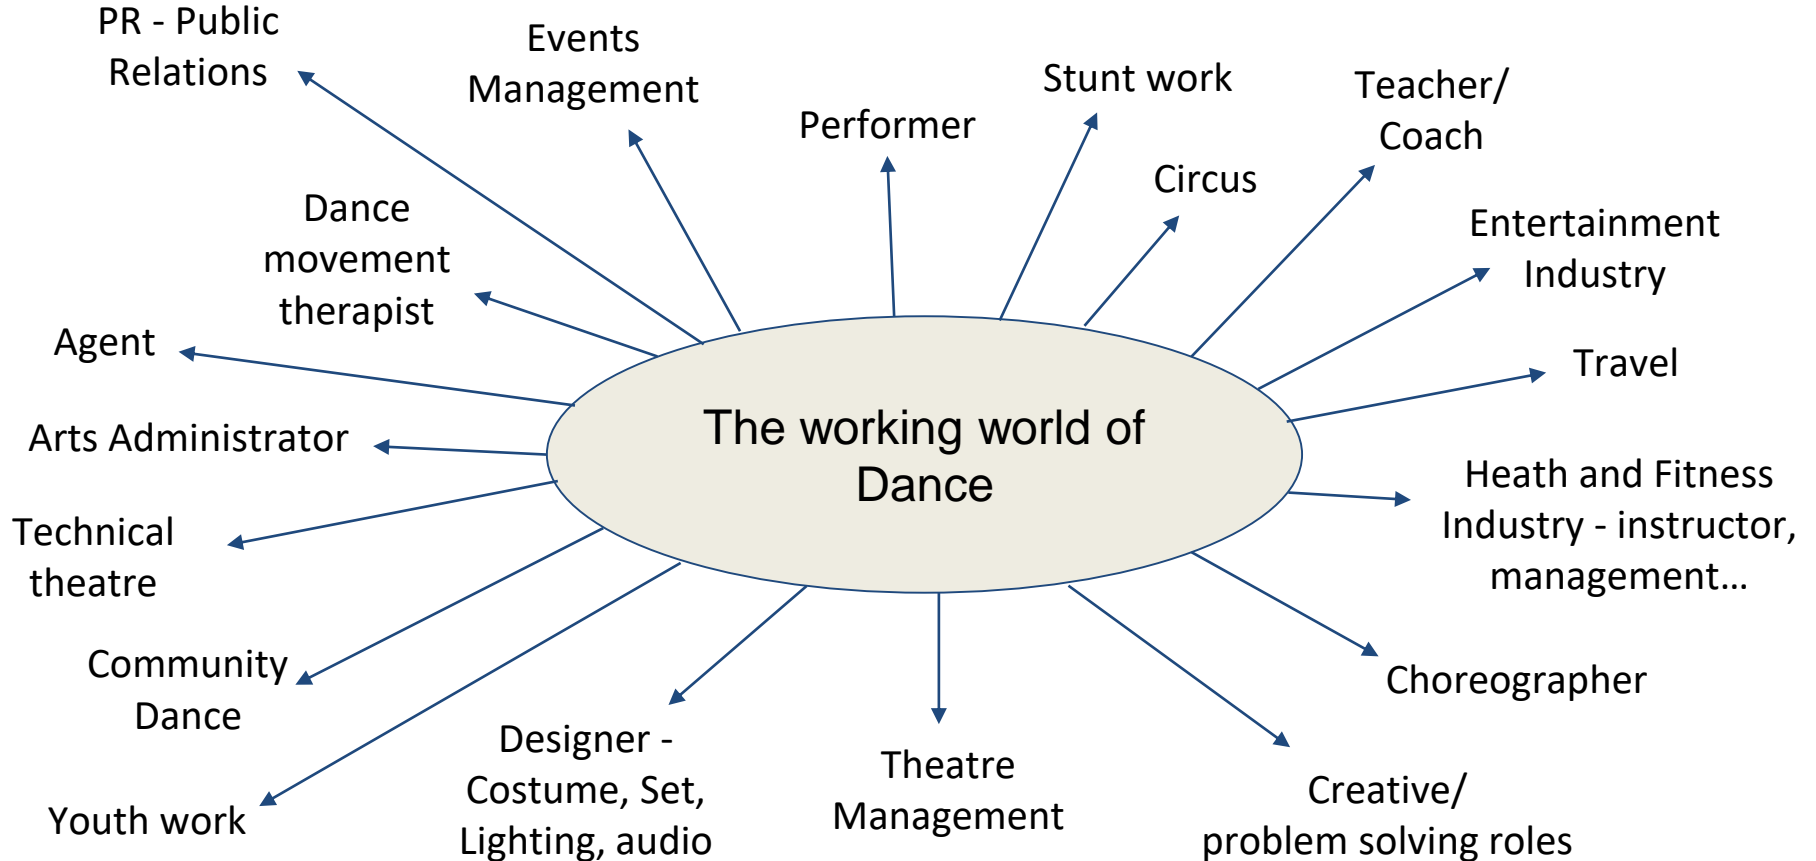 PR - Public
Relations
Events
Management
Performer
Stunt work
Teacher/
Coach
Circus
Dance
movement
therapist
Entertainment
Industry
Agent
Travel
Arts Administrator
The working world of
Dance
Heath and Fitness
Industry - instructor,
management...
Technical
theatre
Community
Dance
Choreographer
Youth work
Designer -
Costume, Set,
Lighting, audio
Theatre
Management
Creative/
problem solving roles